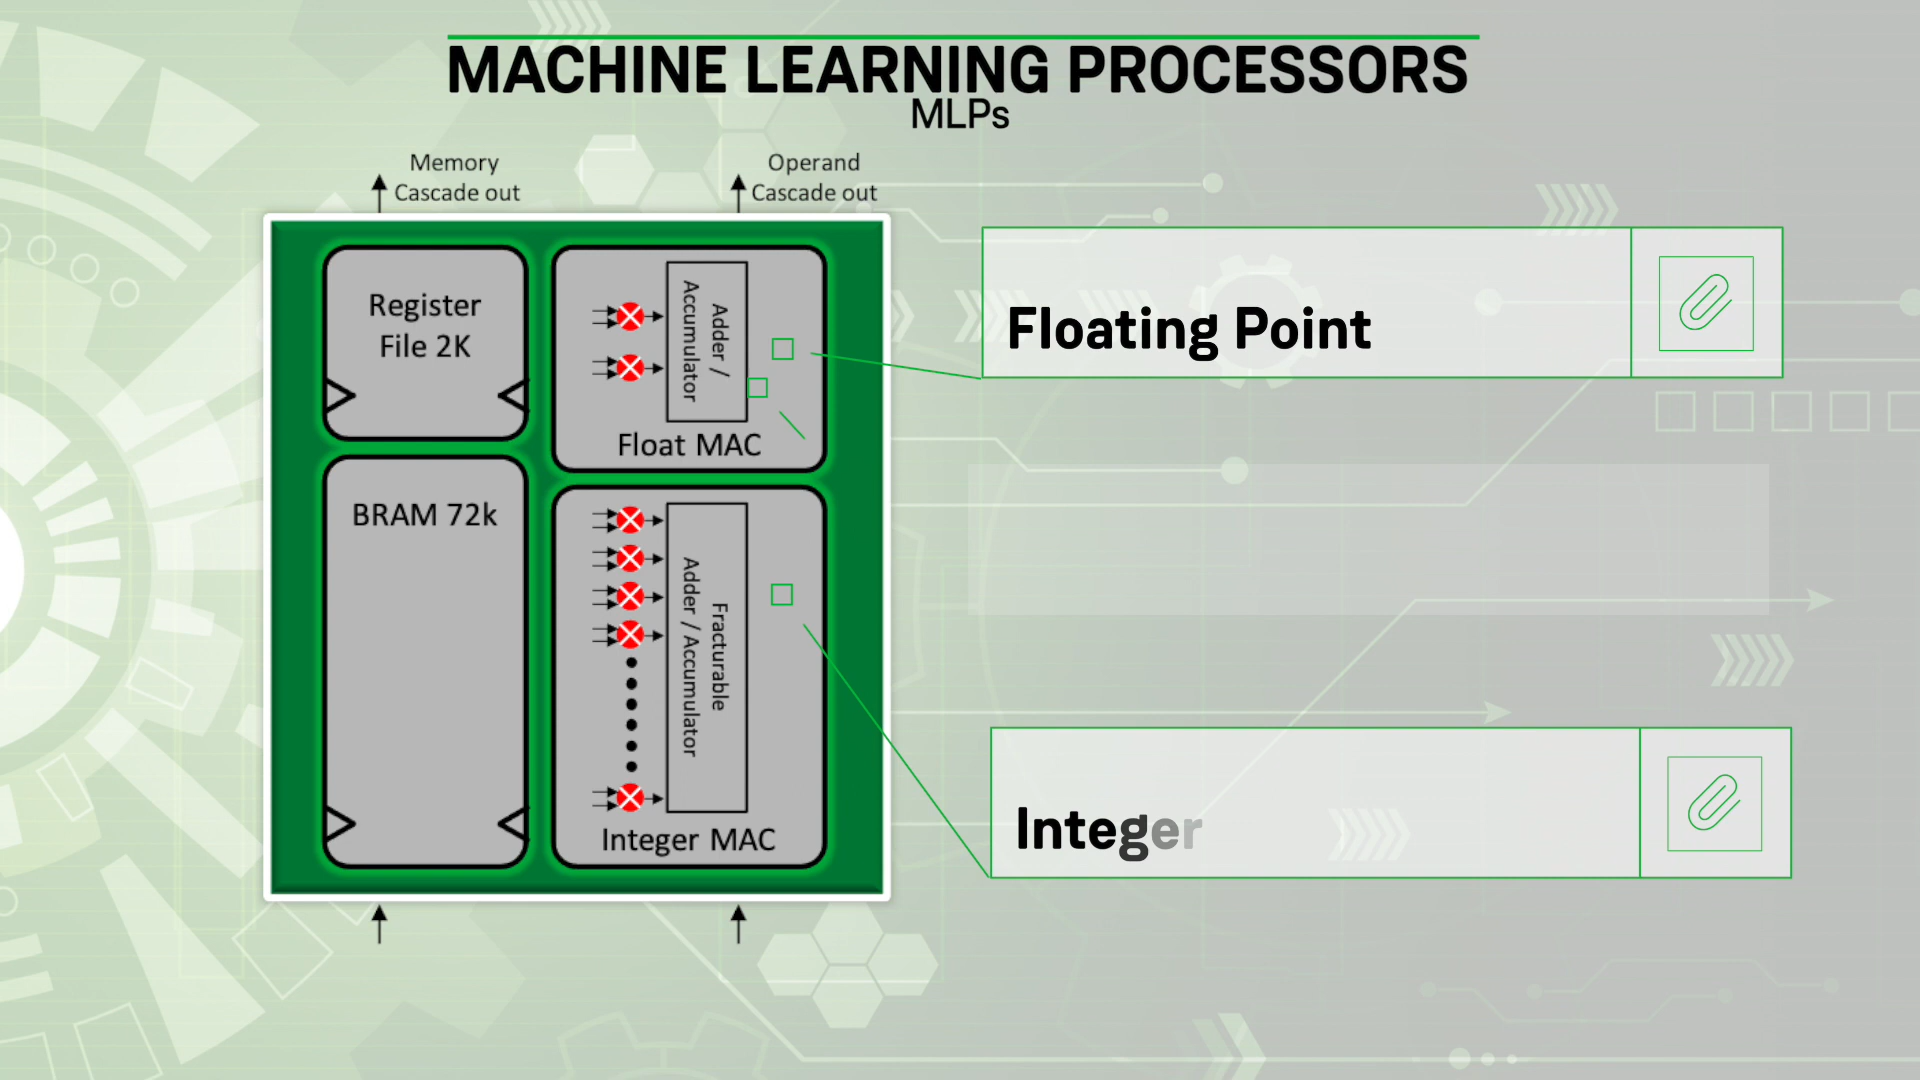 MACHINE LEARNING PROCESSORS
MLPs
Memory
Cascade out
Operand
Cascade out
Register
File 2K
Adder /
Accumulator
Float MAC
BRAM 72k
Fracturable
Adder / Accumulator
Integer MAC
Floating Point
Integer